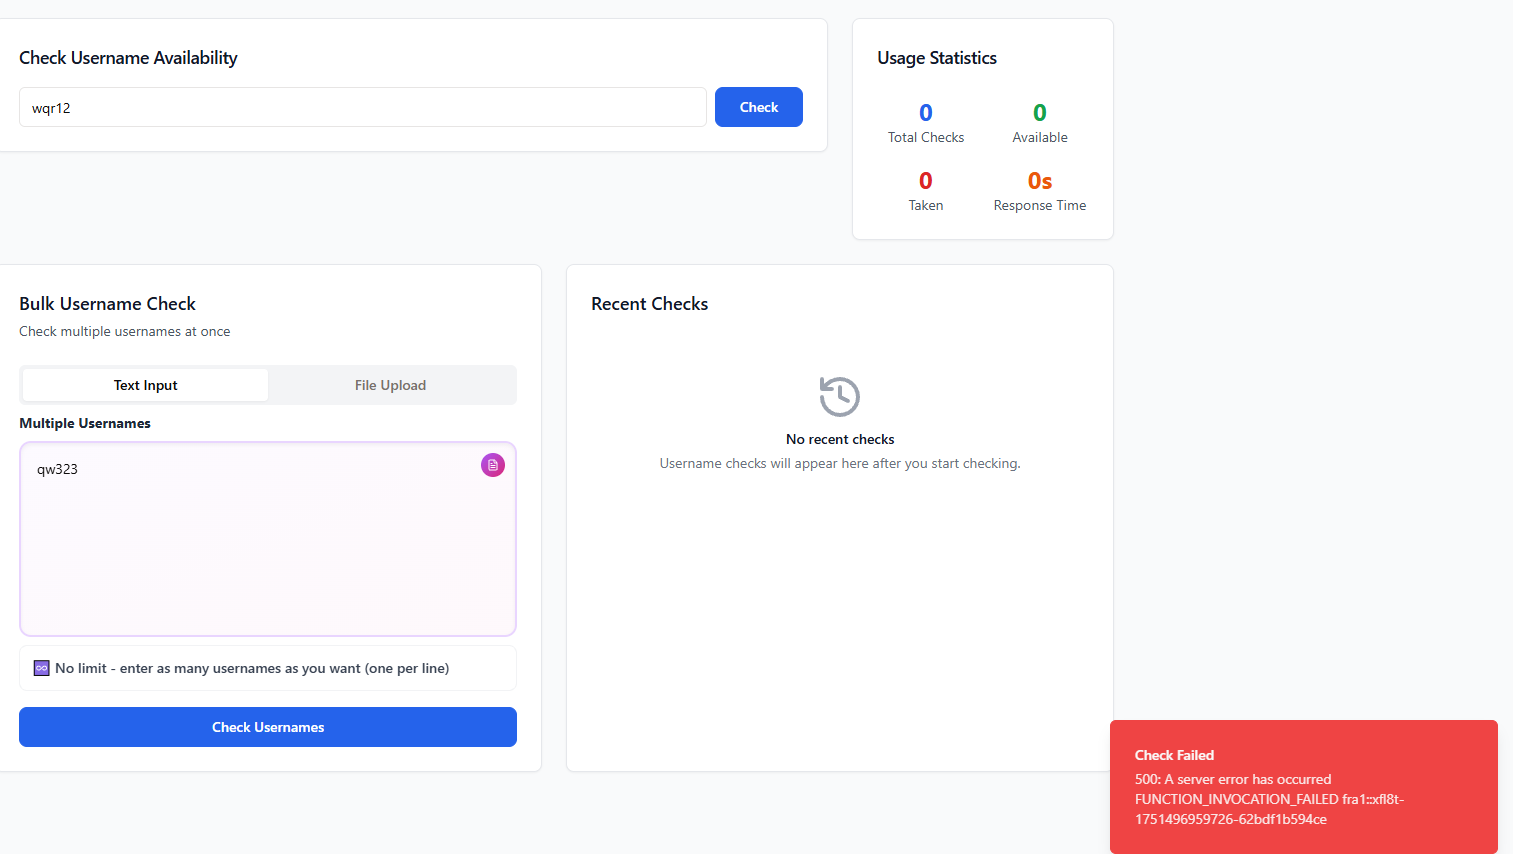 Check Username Availability
wqr12
Check
Usage Statistics
0
Total Checks
0
Available
0
Taken
0s
Response Time
Bulk Username Check
Check multiple usernames at once
Text Input
File Upload
Multiple Usernames
qw323
No limit - enter as many usernames as you want (one per line)
Check Usernames
Recent Checks
No recent checks
Username checks will appear here after you start checking.
Check Failed
500: A server error has occurred
FUNCTION_INVOCATION_FAILED fra1::xfl8t-
1751496959726-62bdf1b594ce